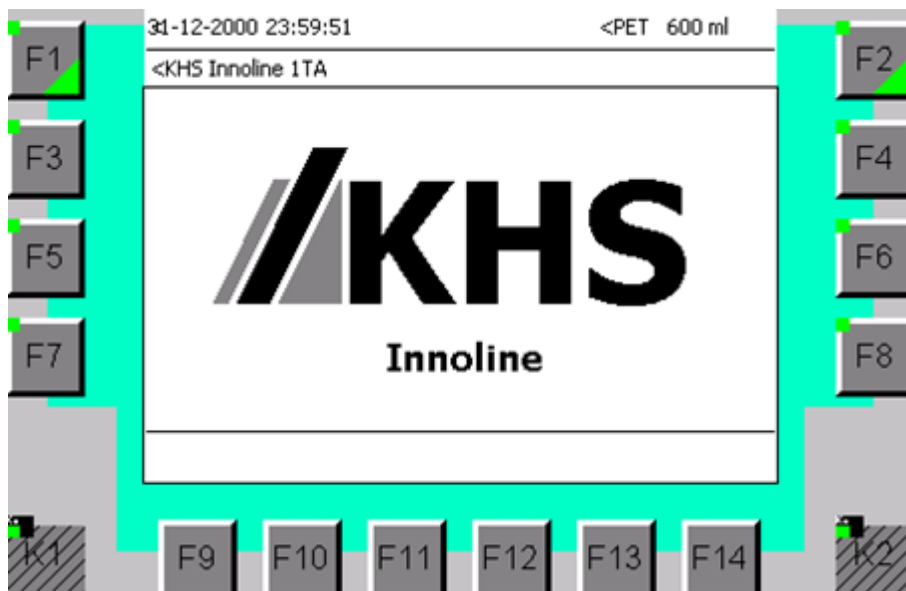 31-12-2000 23:59:51 <PET 600 ml
<KHS Innoline 1TA
F1
F2
F3
F4
KHS
F5
F6
Innoline
F7
F8
K1
K2
F9 F10 F11 F12 F13 F14